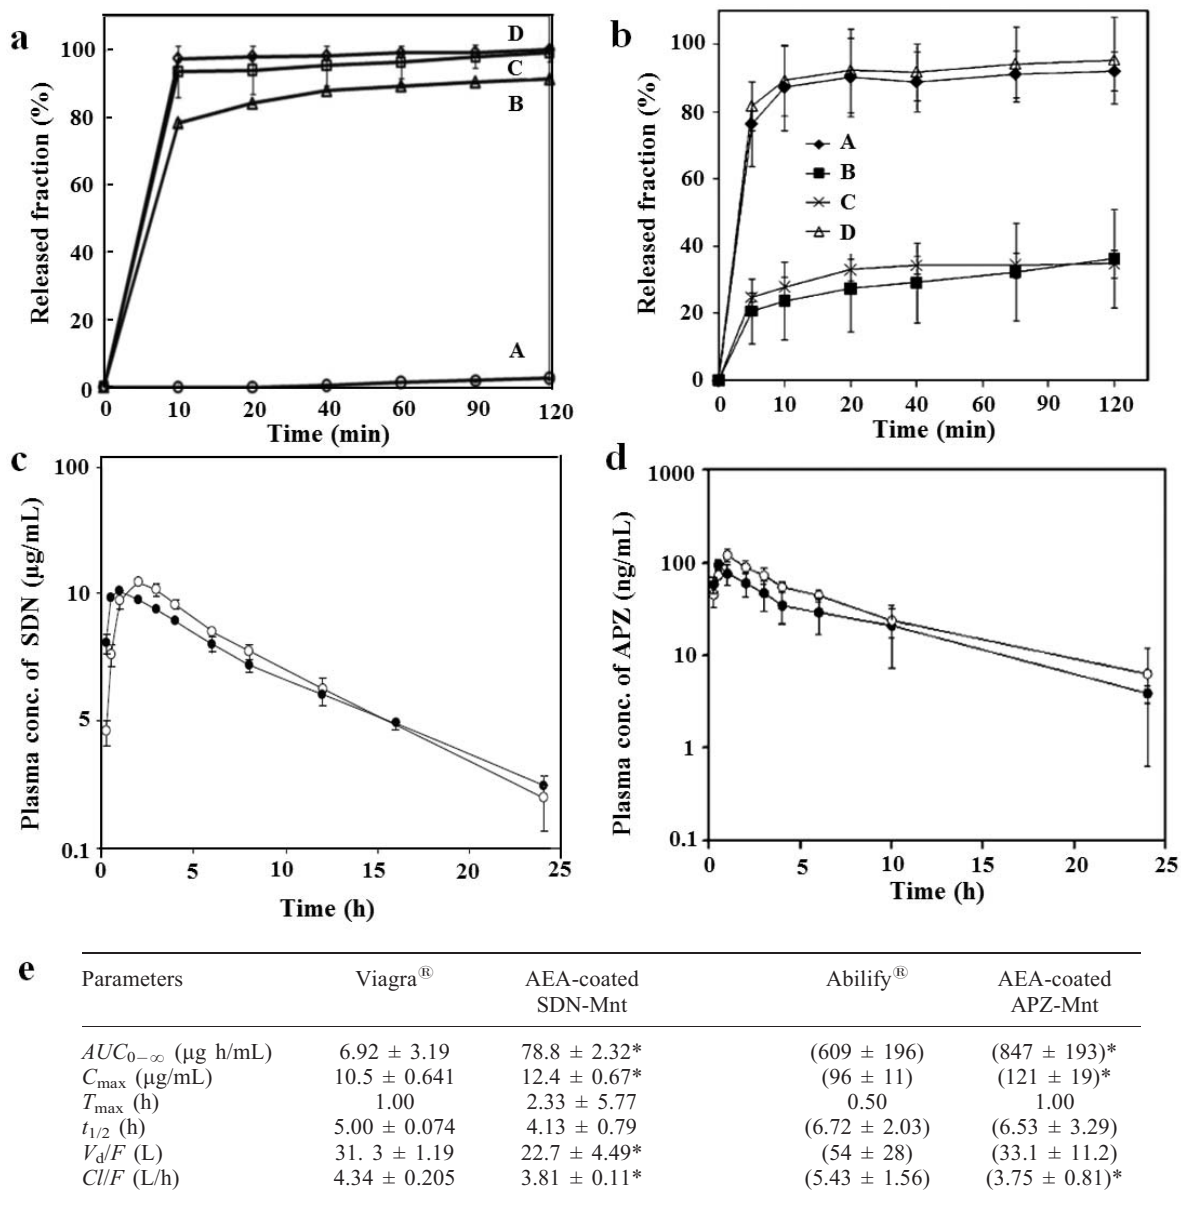 a
Released fraction (%)
100
80
60
40
20
0
D
C
B
A
0 10 20 40 60 90 120
Time (min)
b
Released fraction (%)
100
80
60
40
20
0
A
B
C
D
0 10 20 40 60 90 120
Time (min)
c
Plasma conc. of SDN (μg/mL)
100
10
5
0.1
0 5 10 15 20 25
Time (h)
d
Plasma conc. of APZ (ng/mL)
1000
100
10
1
0.1
0 5 10 15 20 25
Time (h)
e
Parameters Viagra® AEA-coated Abilify® AEA-coated
SDN-Mnt APZ-Mnt
AUC0−∞ (μg h/mL) 6.92 ± 3.19 78.8 ± 2.32* (609 ± 196) (847 ± 193)*
Cmax (μg/mL) 10.5 ± 0.641 12.4 ± 0.67* (96 ± 11) (121 ± 19)*
Tmax (h) 1.00 2.33 ± 5.77 0.50 1.00
t1/2 (h) 5.00 ± 0.074 4.13 ± 0.79 (6.72 ± 2.03) (6.53 ± 3.29)
Vd/F (L) 31. 3 ± 1.19 22.7 ± 4.49* (54 ± 28) (33.1 ± 11.2)
Cl/F (L/h) 4.34 ± 0.205 3.81 ± 0.11* (5.43 ± 1.56) (3.75 ± 0.81)*